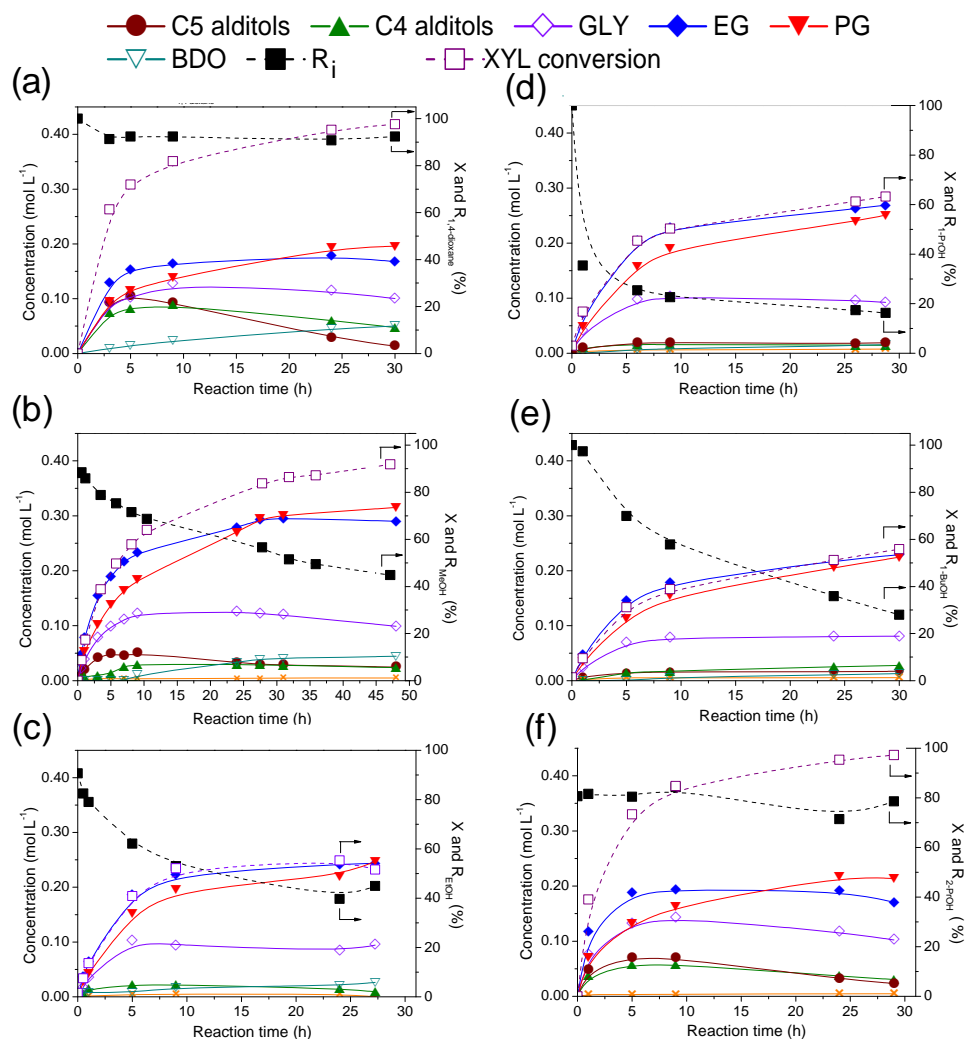 C5 alditols C4 alditols GLY EG PG
BDO R_i XYL conversion
(a)
Concentration (mol L⁻¹)
0.40
0.30
0.20
0.10
0.00
0 5 10 15 20 25 30
Reaction time (h)
100
80
60
40
20
0
X and R_1,4-dioxane (%)
(d)
Concentration (mol L⁻¹)
0.40
0.30
0.20
0.10
0.00
0 5 10 15 20 25 30
Reaction time (h)
100
80
60
40
20
0
X and R_1-PrOH (%)
(b)
Concentration (mol L⁻¹)
0.40
0.30
0.20
0.10
0.00
0 5 10 15 20 25 30 35 40 45 50
Reaction time (h)
100
80
60
40
20
0
X and R_MeOH (%)
(e)
Concentration (mol L⁻¹)
0.40
0.30
0.20
0.10
0.00
0 5 10 15 20 25 30
Reaction time (h)
100
80
60
40
20
0
X and R_1-BuOH (%)
(c)
Concentration (mol L⁻¹)
0.40
0.30
0.20
0.10
0.00
0 5 10 15 20 25 30
Reaction time (h)
100
80
60
40
20
0
X and R_EtOH (%)
(f)
Concentration (mol L⁻¹)
0.40
0.30
0.20
0.10
0.00
0 5 10 15 20 25 30
Reaction time (h)
100
80
60
40
20
0
X and R_2-PrOH (%)